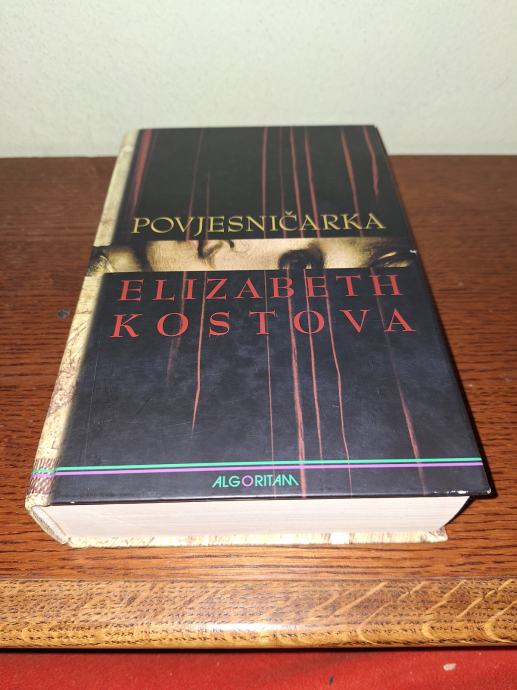 POVJESNIČARKA
ELIZABETH
KOSTOVA
ALGORITAM